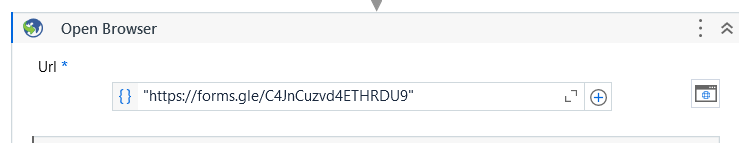 Open Browser
Url *
{} "https://forms.gle/C4JnCuzvd4ETHRDU9"